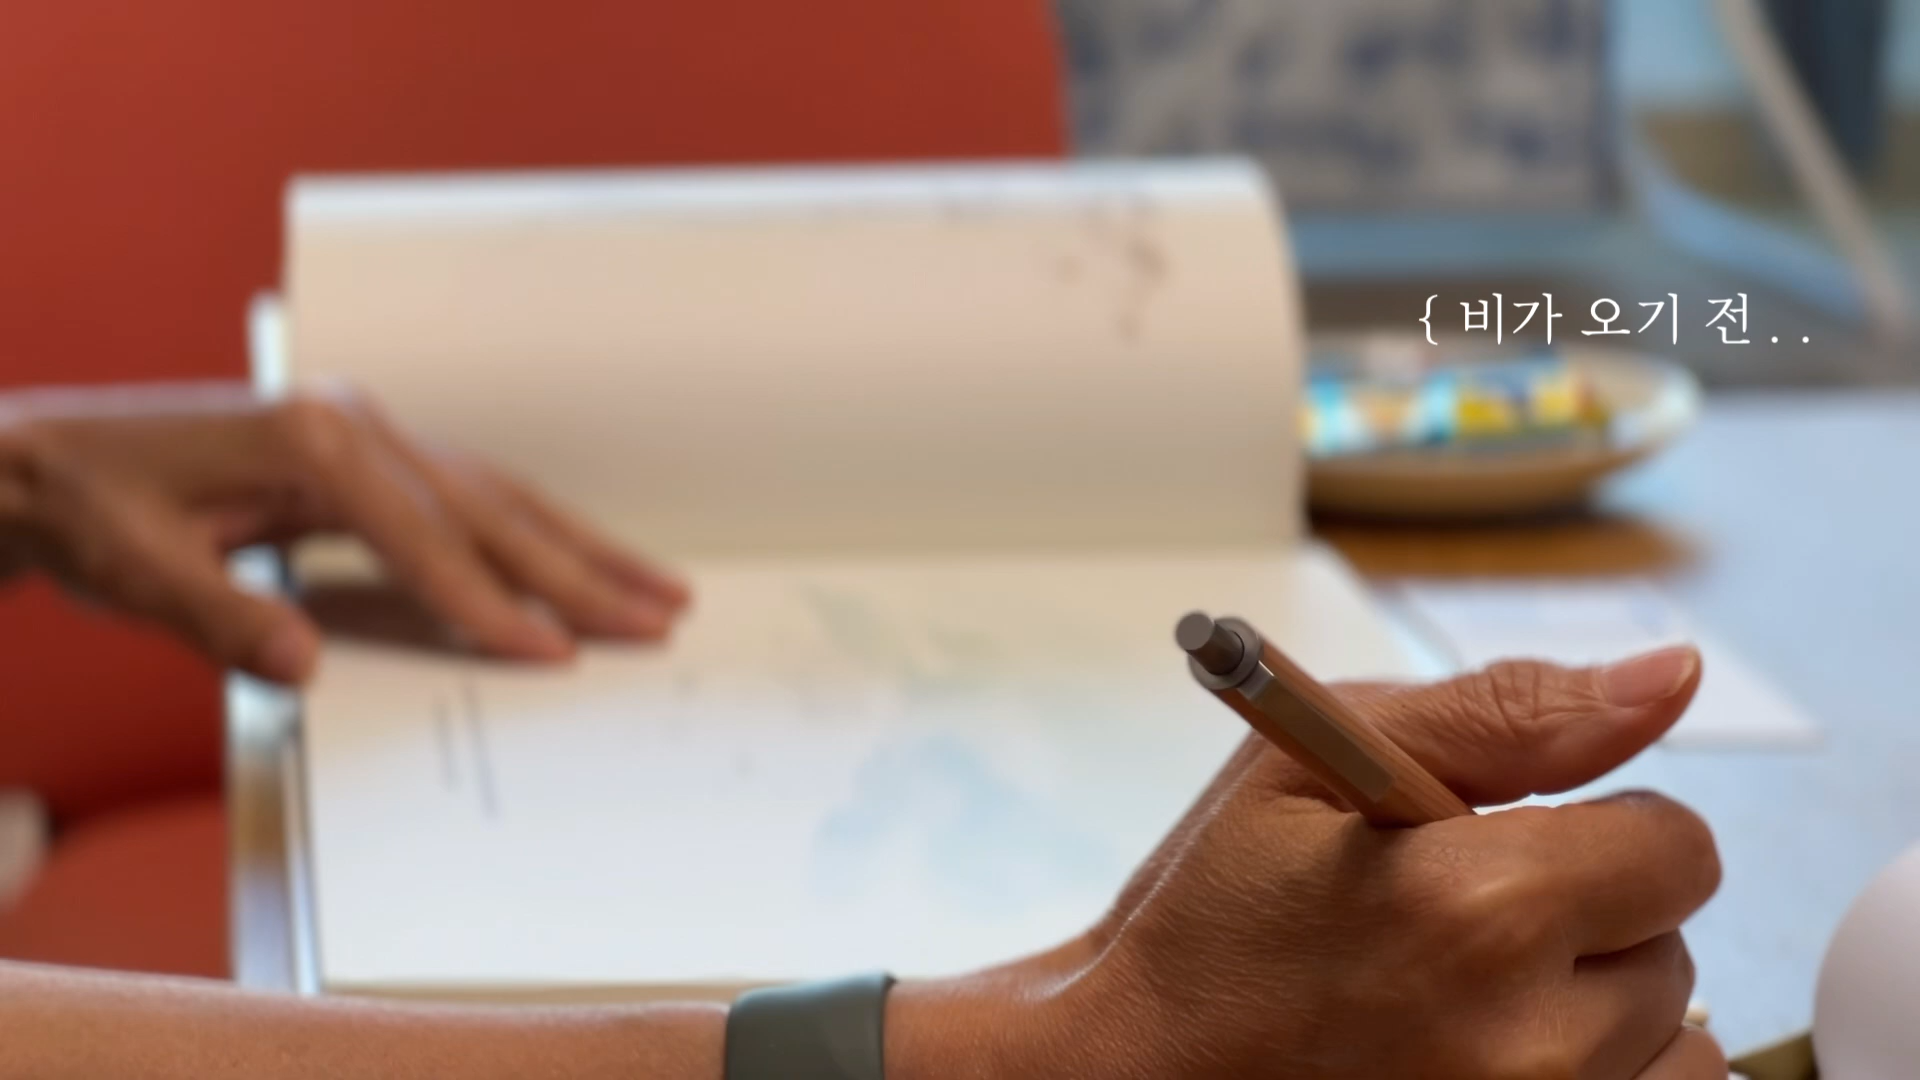 { 비가 오기 전 . .